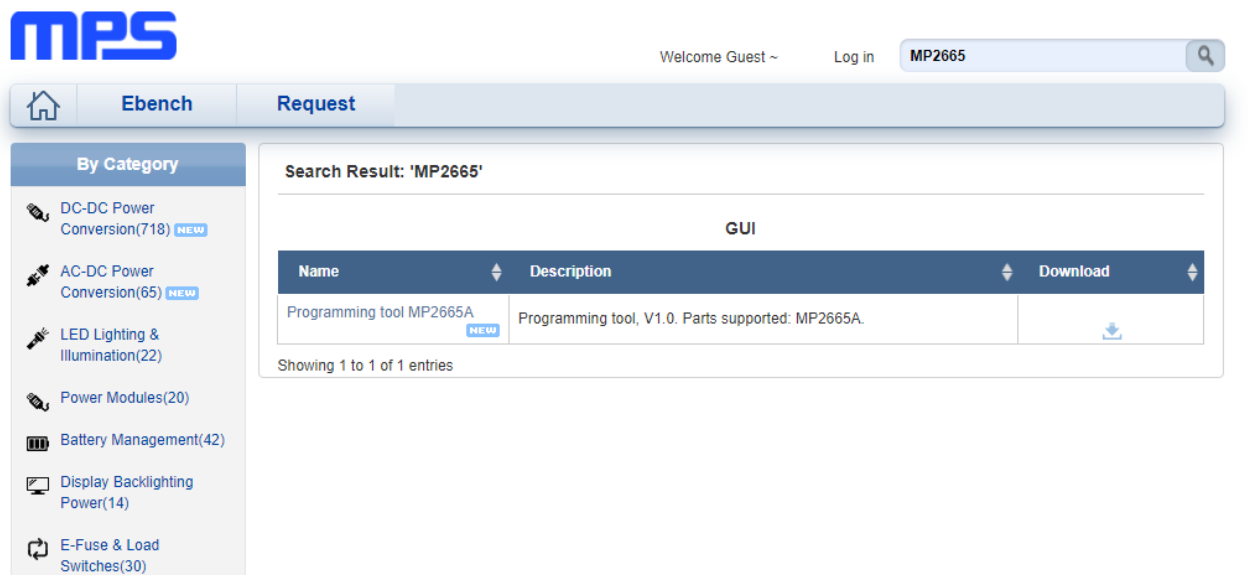 MPS
Welcome Guest ~ Log in MP2665
Ebench Request
By Category
DC-DC Power
Conversion(718) NEW
AC-DC Power
Conversion(65) NEW
LED Lighting &
Illumination(22)
Power Modules(20)
Battery Management(42)
Display Backlighting
Power(14)
E-Fuse & Load
Switches(30)
Search Result: 'MP2665'
GUI
Name Description Download
Programming tool MP2665A NEW Programming tool, V1.0. Parts supported: MP2665A.
Showing 1 to 1 of 1 entries